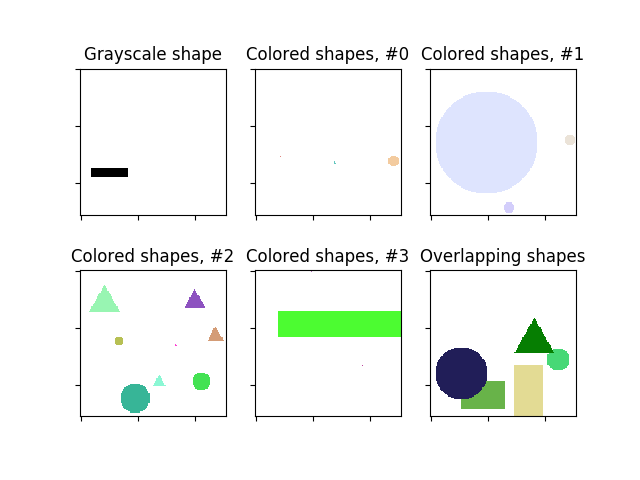 Grayscale shape
Colored shapes, #0
Colored shapes, #1
Colored shapes, #2
Colored shapes, #3
Overlapping shapes